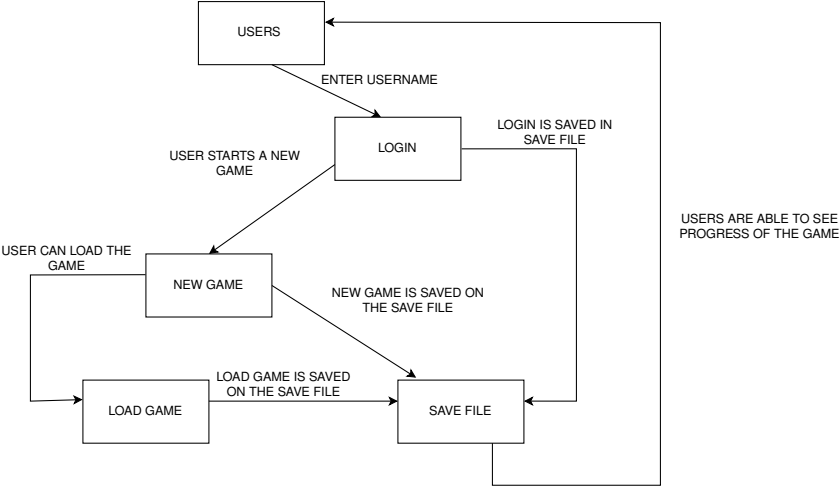 USERS
ENTER USERNAME
LOGIN IS SAVED IN
SAVE FILE
LOGIN
USER STARTS A NEW
GAME
USERS ARE ABLE TO SEE
PROGRESS OF THE GAME
USER CAN LOAD THE
GAME
NEW GAME
NEW GAME IS SAVED ON
THE SAVE FILE
LOAD GAME IS SAVED
ON THE SAVE FILE
LOAD GAME
SAVE FILE